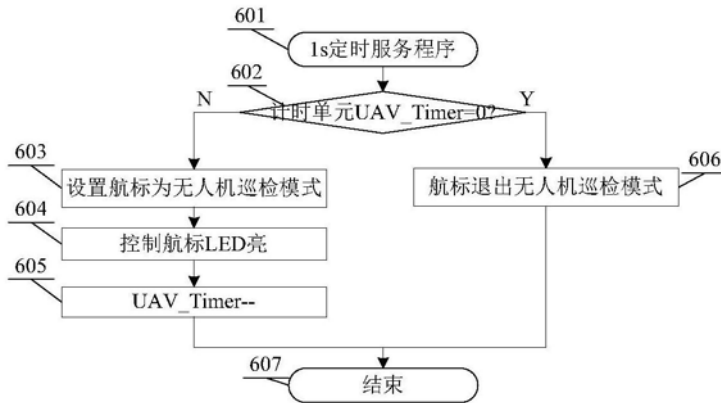 601
1s定时服务程序
602
N
计时单元UAV_Timer=0?
Y
603
设置航标为无人机巡检模式
航标退出无人机巡检模式
606
604
控制航标LED亮
605
UAV_Timer--
607
结束